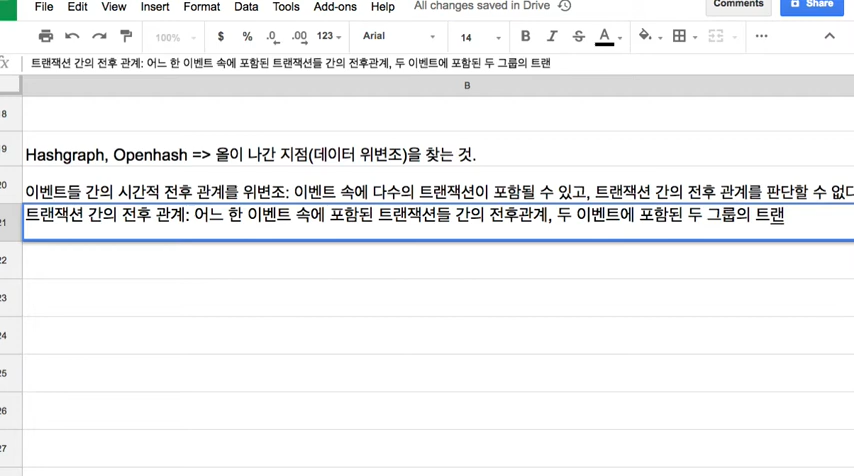 File Edit View Insert Format Data Tools Add-ons Help All changes saved in Drive Comments Share
100% $ % .0 .00 123 Arial 14 B I S A
fx 트랜잭션 간의 전후 관계: 어느 한 이벤트 속에 포함된 트랜잭션들 간의 전후관계, 두 이벤트에 포함된 두 그룹의 트랜
B
8
9 Hashgraph, Openhash => 올이 나간 지점(데이터 위변조)을 찾는 것.
20 이벤트들 간의 시간적 전후 관계를 위변조: 이벤트 속에 다수의 트랜잭션이 포함될 수 있고, 트랜잭션 간의 전후 관계를 판단할 수 없다
21 트랜잭션 간의 전후 관계: 어느 한 이벤트 속에 포함된 트랜잭션들 간의 전후관계, 두 이벤트에 포함된 두 그룹의 트랜
22
23
24
25
26
27